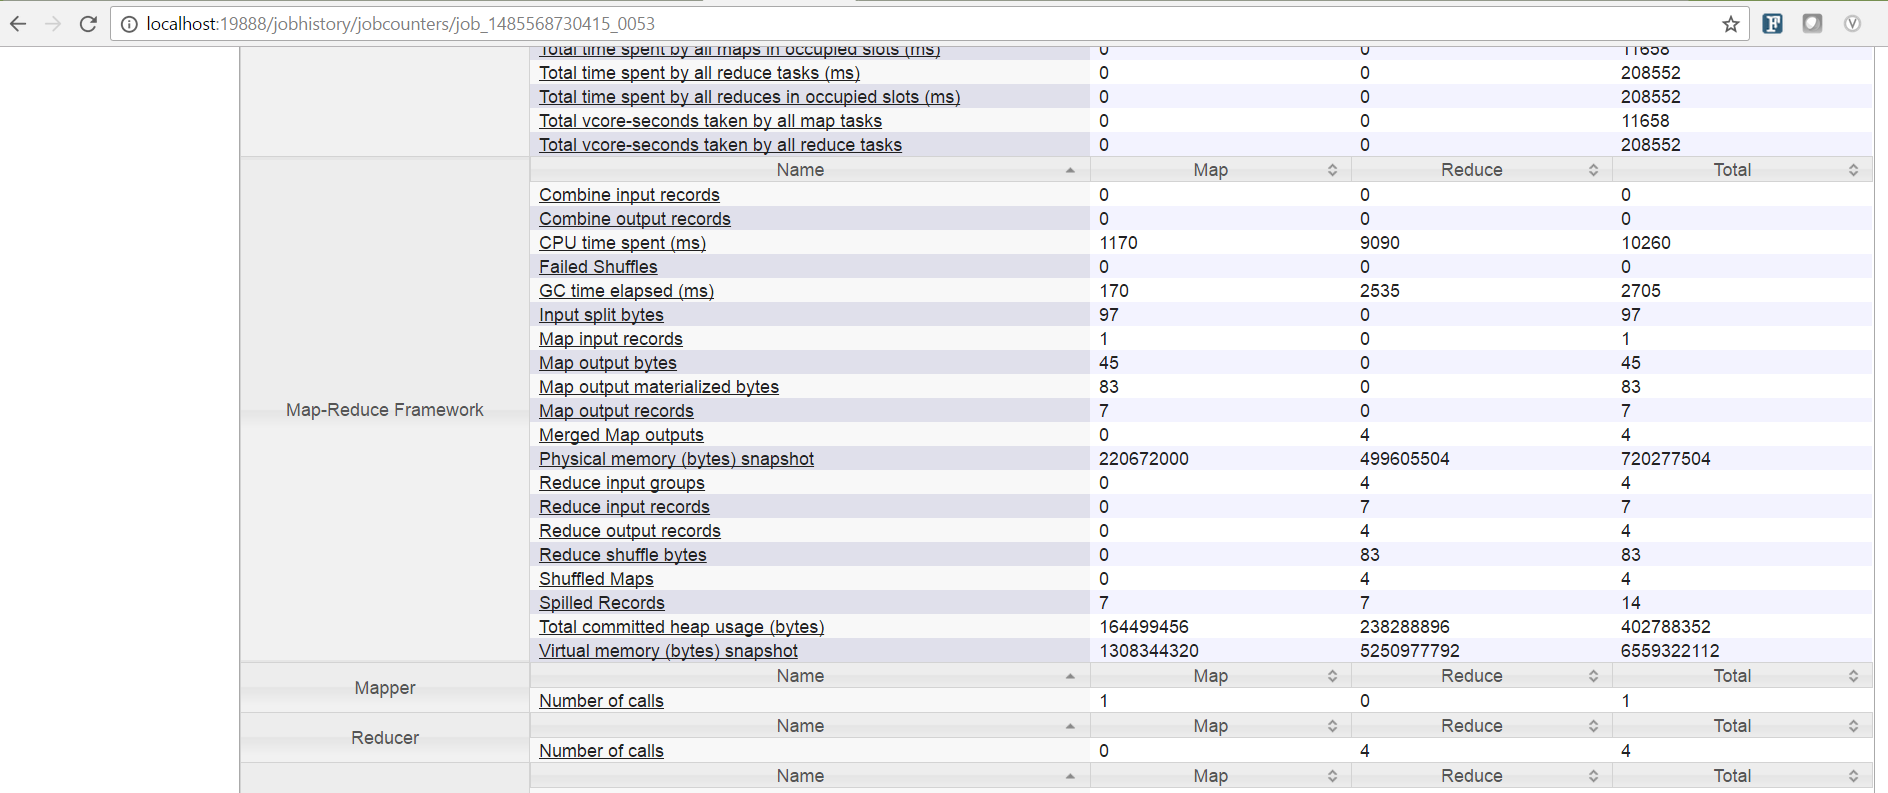 localhost:19888/jobhistory/jobcounters/job_1485568730415_0053
Total time spent by all maps in occupied slots (ms) 0 0 11658
Total time spent by all reduce tasks (ms) 0 0 208552
Total time spent by all reduces in occupied slots (ms) 0 0 208552
Total vcore-seconds taken by all map tasks 0 0 11658
Total vcore-seconds taken by all reduce tasks 0 0 208552
Name Map Reduce Total
Combine input records 0 0 0
Combine output records 0 0 0
CPU time spent (ms) 1170 9090 10260
Failed Shuffles 0 0 0
GC time elapsed (ms) 170 2535 2705
Input split bytes 97 0 97
Map input records 1 0 1
Map output bytes 45 0 45
Map output materialized bytes 83 0 83
Map-Reduce Framework Map output records 7 0 7
Merged Map outputs 0 4 4
Physical memory (bytes) snapshot 220672000 499605504 720277504
Reduce input groups 0 4 4
Reduce input records 0 7 7
Reduce output records 0 4 4
Reduce shuffle bytes 0 83 83
Shuffled Maps 0 4 4
Spilled Records 7 7 14
Total committed heap usage (bytes) 164499456 238288896 402788352
Virtual memory (bytes) snapshot 1308344320 5250977792 6559322112
Name Map Reduce Total
Mapper
Number of calls 1 0 1
Name Map Reduce Total
Reducer
Number of calls 0 4 4
Name Map Reduce Total